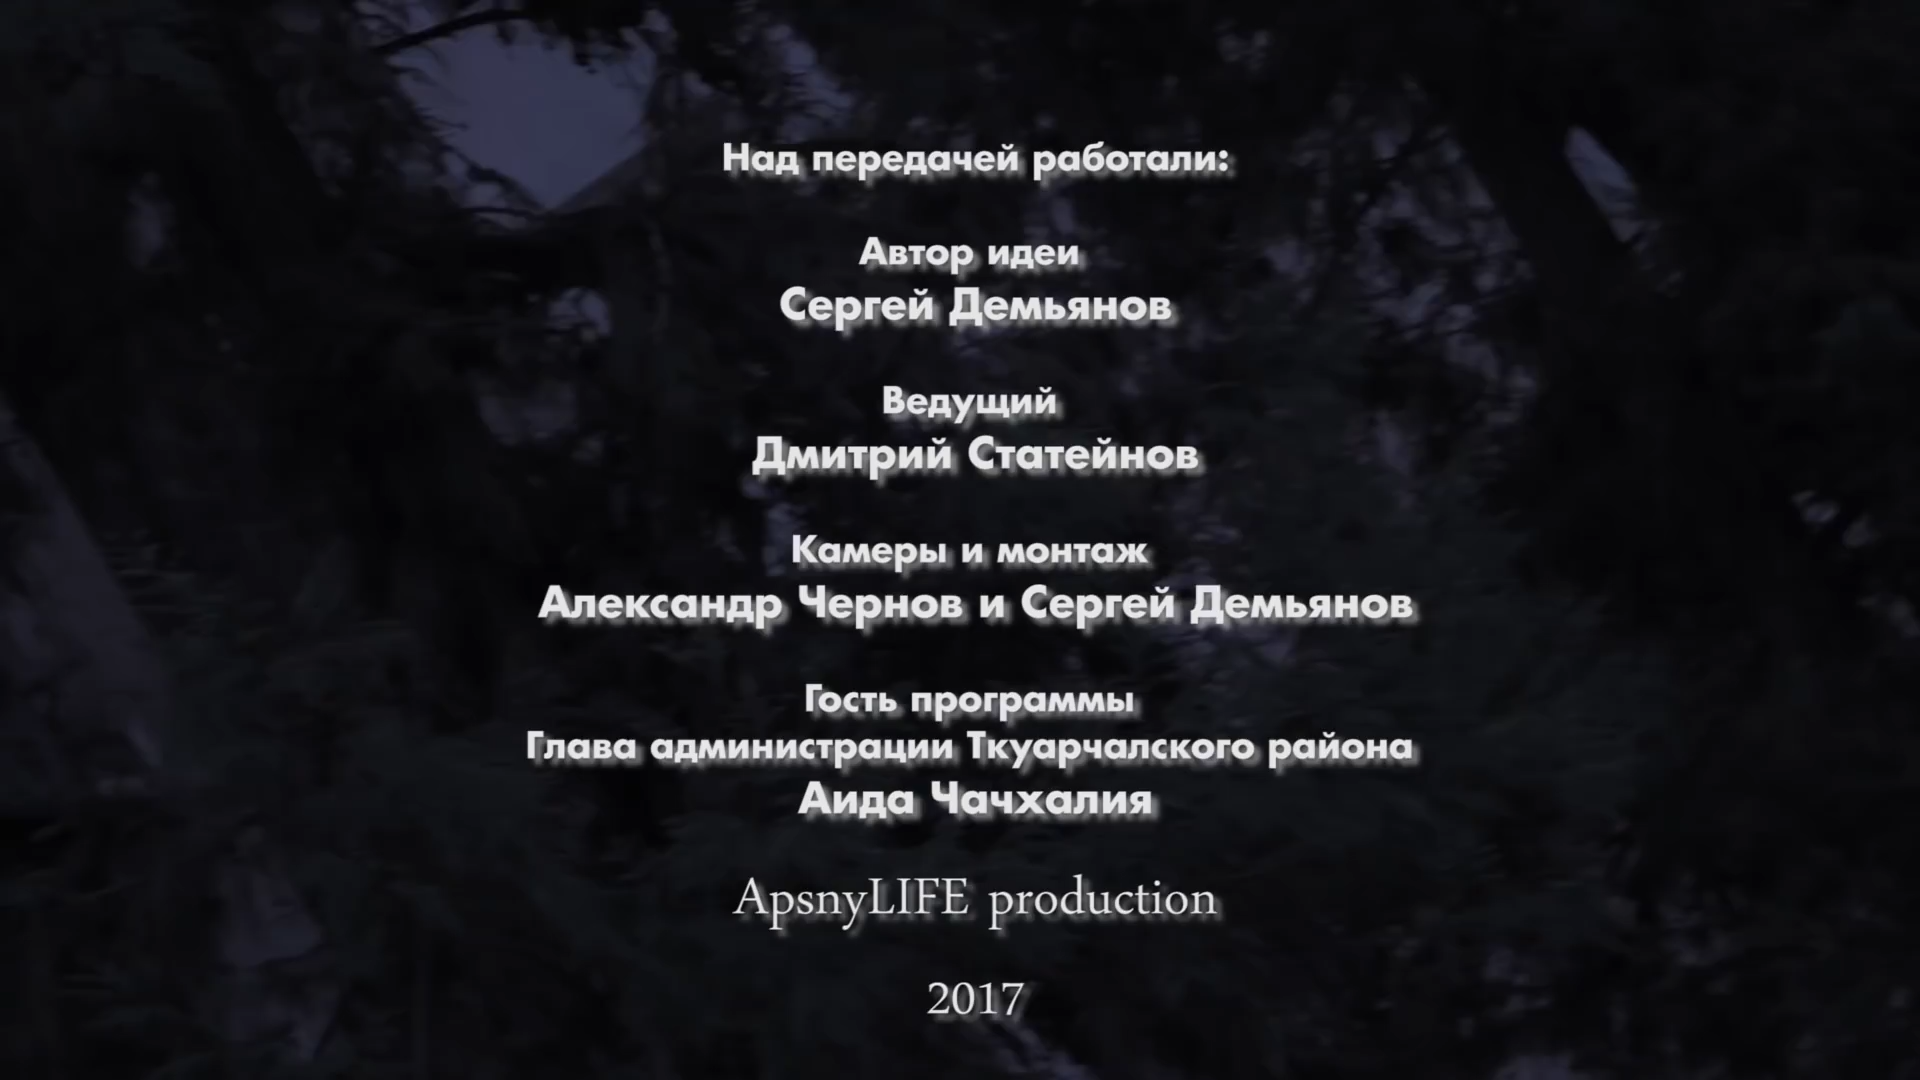 Над передачей работали:
Автор идеи
Сергей Демьянов
Ведущий
Дмитрий Статейнов
Камеры и монтаж
Александр Чернов и Сергей Демьянов
Гость программы
Глава администрации Ткуарчалского района
Аида Чачхалия
ApsnyLIFE production
2017